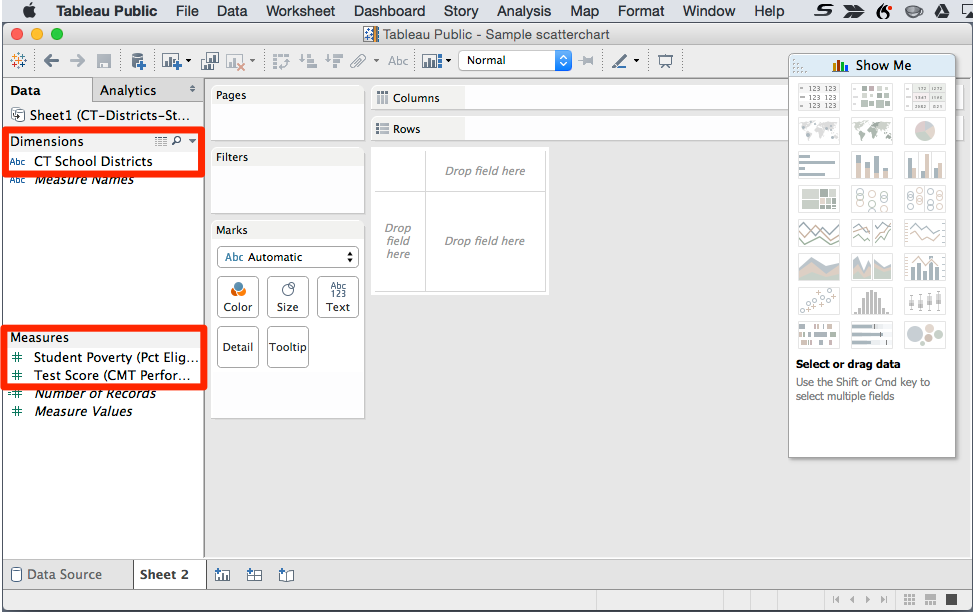 Tableau Public File Data Worksheet Dashboard Story Analysis Map Format Window Help
Tableau Public - Sample scatterchart
Abc Normal
Show Me
Data Analytics
Sheet1 (CT-Districts-St...
Dimensions
Abc CT School Districts
Abc Measure Names
Measures
Student Poverty (Pct Elig...
Test Score (CMT Perfor...
Number of Records
Measure Values
Pages
Filters
Marks
Abc Automatic
Color Size Abc 123 Text
Detail Tooltip
Columns
Rows
Drop field here
Drop
field
here
Drop field here
Select or drag data
Use the Shift or Cmd key to
select multiple fields
Data Source Sheet 2